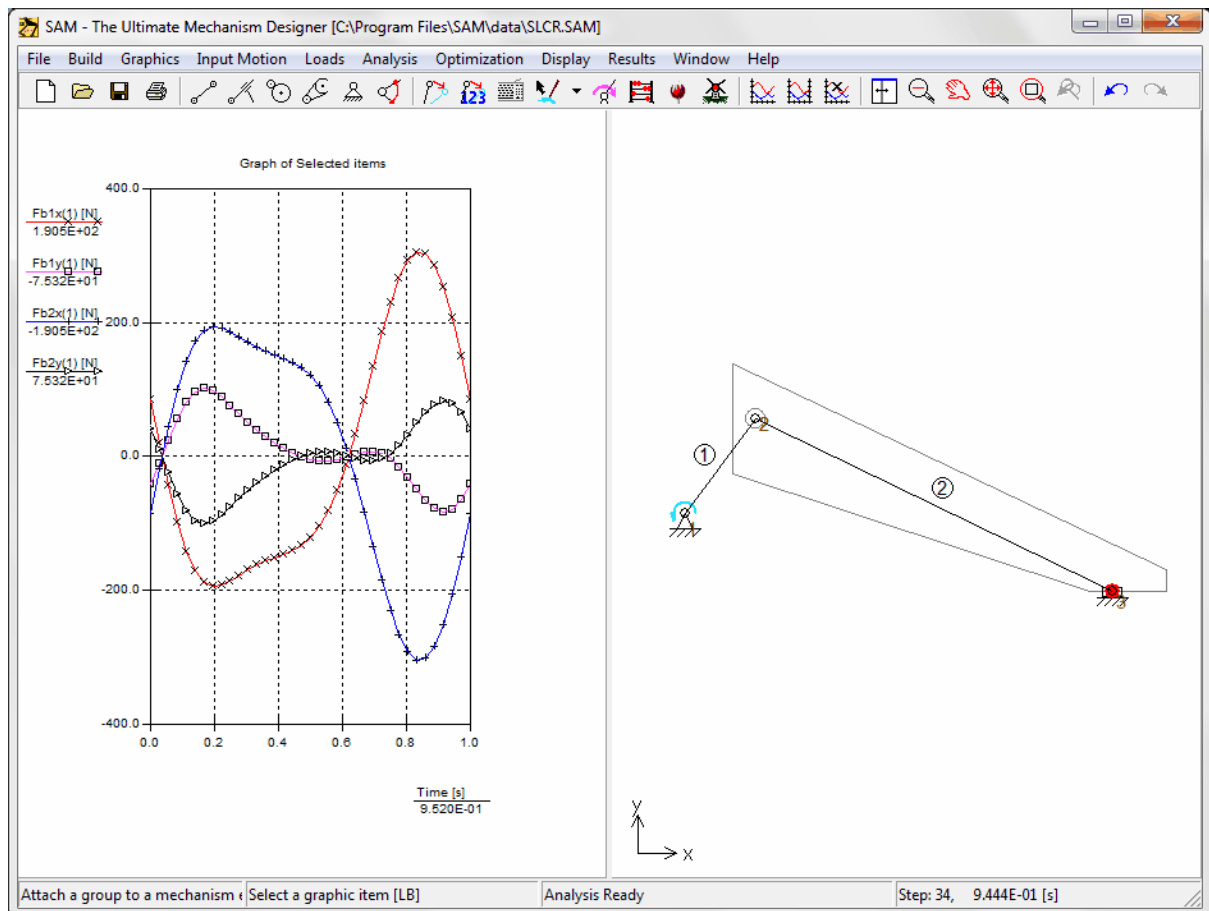 SAM - The Ultimate Mechanism Designer [C:\Program Files\SAM\data\SLCR.SAM]
File Build Graphics Input Motion Loads Analysis Optimization Display Results Window Help
123
Graph of Selected items
400.0
200.0
0.0
-200.0
-400.0
Fb1x(1) [N]
1.905E+02
Fb1y(1) [N]
-7.532E+01
Fb2x(1) [N]
-1.905E+02
Fb2y(1) [N]
7.532E+01
0.0 0.2 0.4 0.6 0.8 1.0
Time [s]
9.520E-01
2
1
2
1
3
y
x
Attach a group to a mechanism e
Select a graphic item [LB]
Analysis Ready
Step: 34, 9.444E-01 [s]